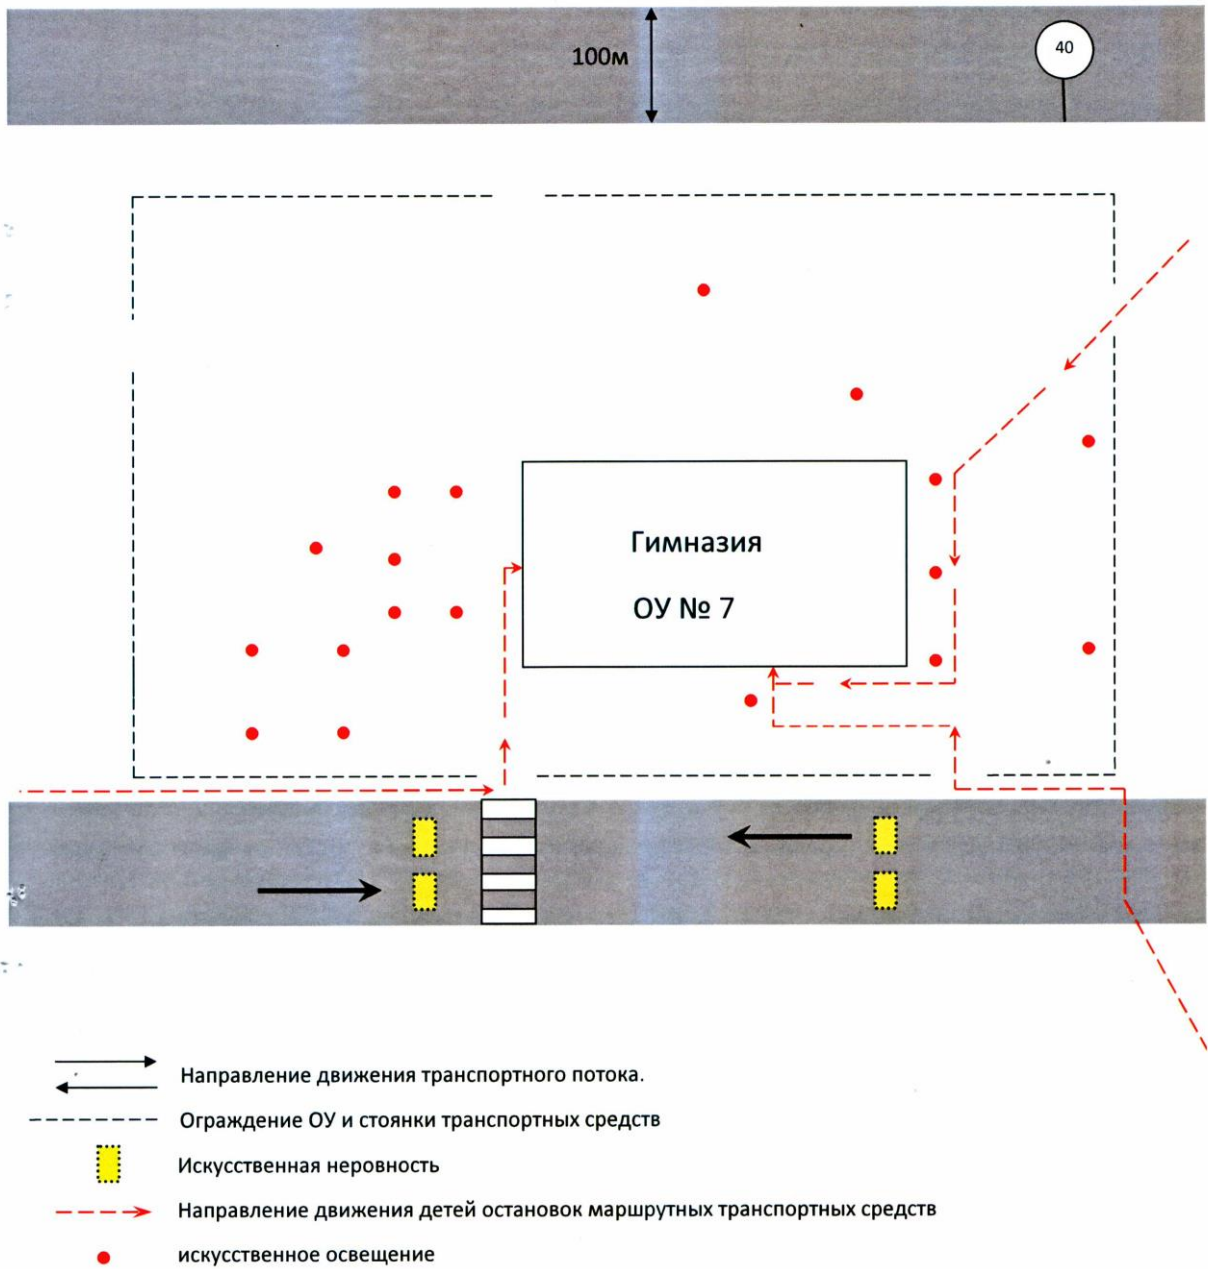 100м
40
Гимназия
ОУ № 7
Направление движения транспортного потока.
Ограждение ОУ и стоянки транспортных средств
Искусственная неровность
Направление движения детей остановок маршрутных транспортных средств
искусственное освещение